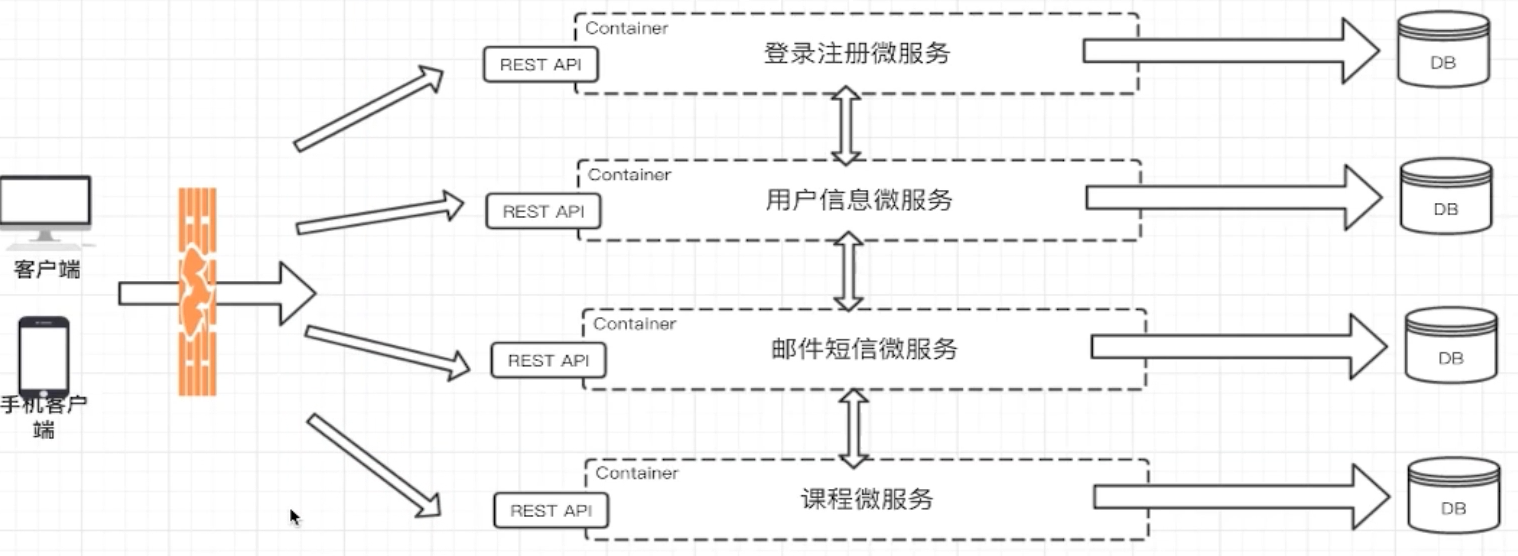 Container
登录注册微服务
REST API
DB
Container
用户信息微服务
REST API
DB
客户端
Container
邮件短信微服务
REST API
DB
手机客户
端
Container
课程微服务
REST API
DB